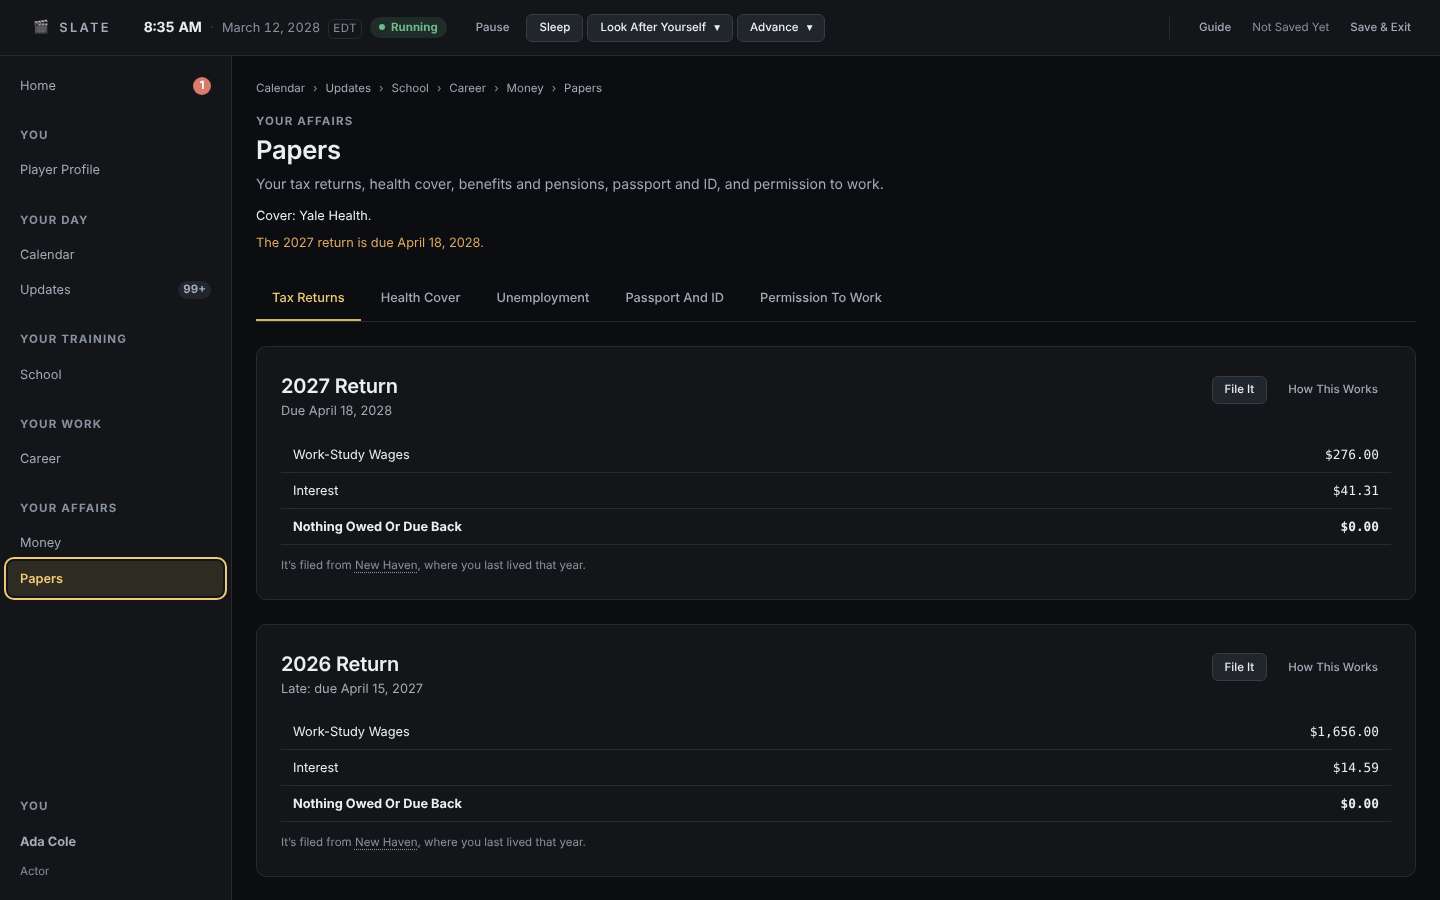 SLATE
8:35 AM · March 12, 2028 EDT Running Pause Sleep Look After Yourself ▾ Advance ▾ Guide Not Saved Yet Save & Exit
Home 1
YOU
Player Profile
YOUR DAY
Calendar
Updates 99+
YOUR TRAINING
School
YOUR WORK
Career
YOUR AFFAIRS
Money
Papers
YOU
Ada Cole
Actor
Calendar › Updates › School › Career › Money › Papers
YOUR AFFAIRS
Papers
Your tax returns, health cover, benefits and pensions, passport and ID, and permission to work.
Cover: Yale Health.
The 2027 return is due April 18, 2028.
Tax Returns Health Cover Unemployment Passport And ID Permission To Work
2027 Return
Due April 18, 2028
File It How This Works
Work-Study Wages $276.00
Interest $41.31
Nothing Owed Or Due Back $0.00
It's filed from New Haven, where you last lived that year.
2026 Return
Late: due April 15, 2027
File It How This Works
Work-Study Wages $1,656.00
Interest $14.59
Nothing Owed Or Due Back $0.00
It's filed from New Haven, where you last lived that year.